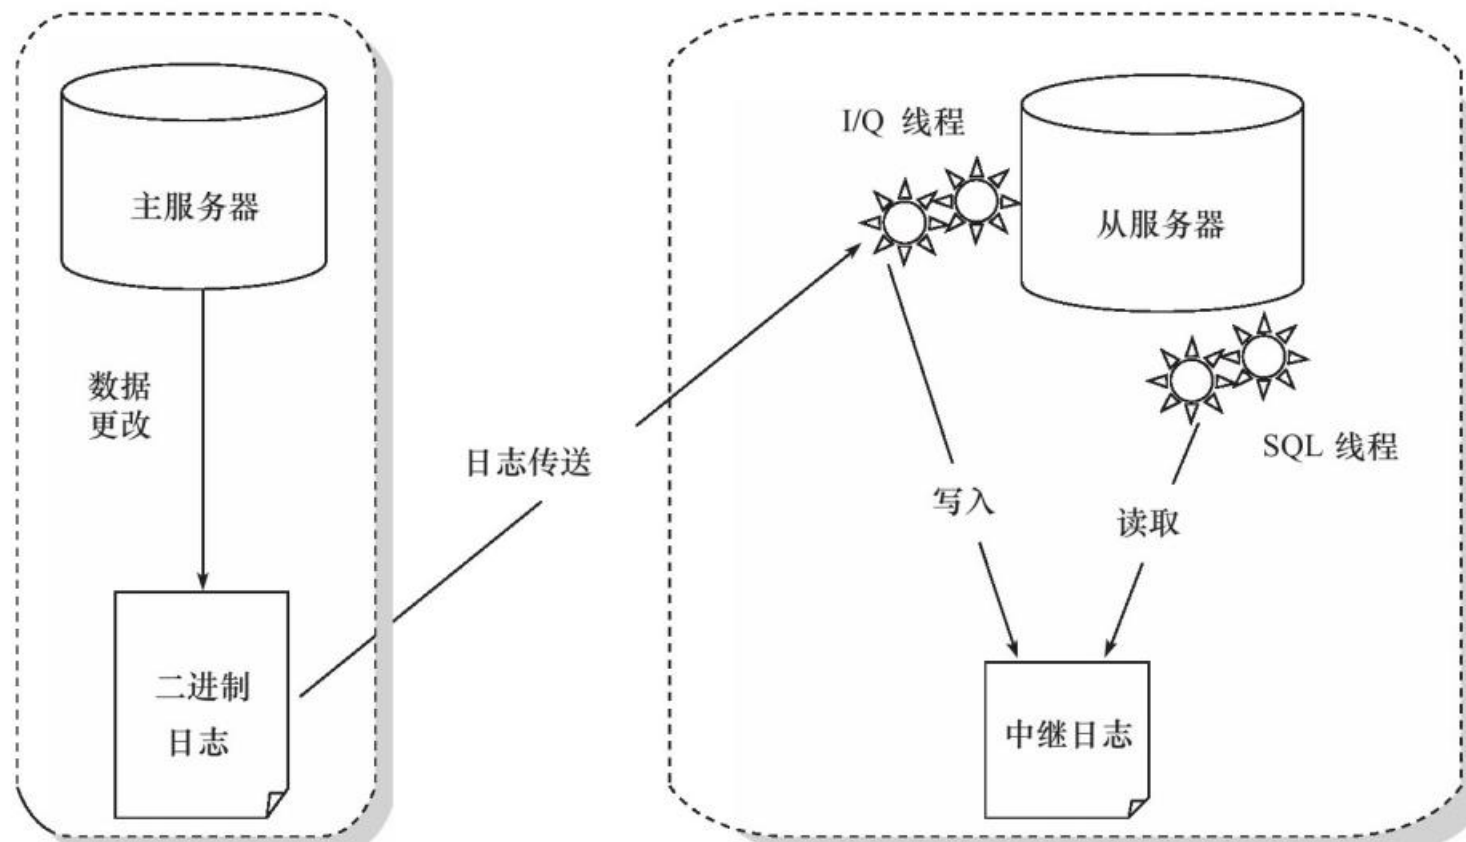 主服务器
数据
更改
二进制
日志
日志传送
I/Q 线程
从服务器
SQL 线程
写入
读取
中继日志